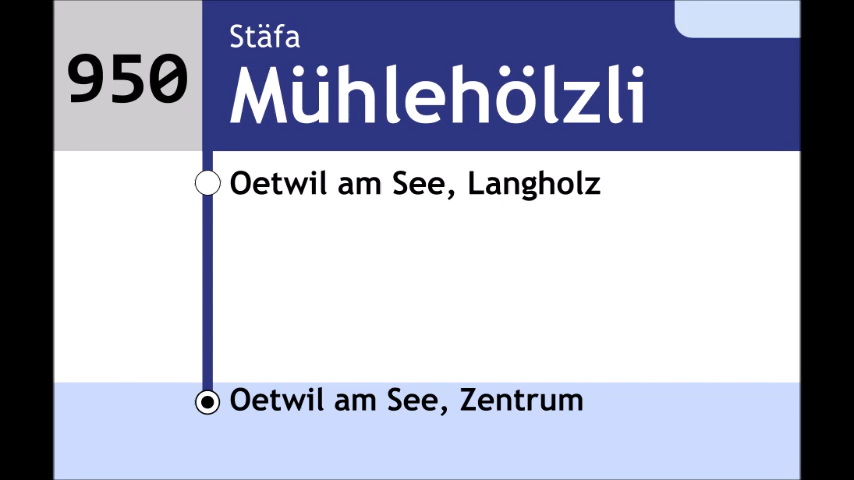 950
Stäfa
Mühlehölzli
Oetwil am See, Langholz
Oetwil am See, Zentrum